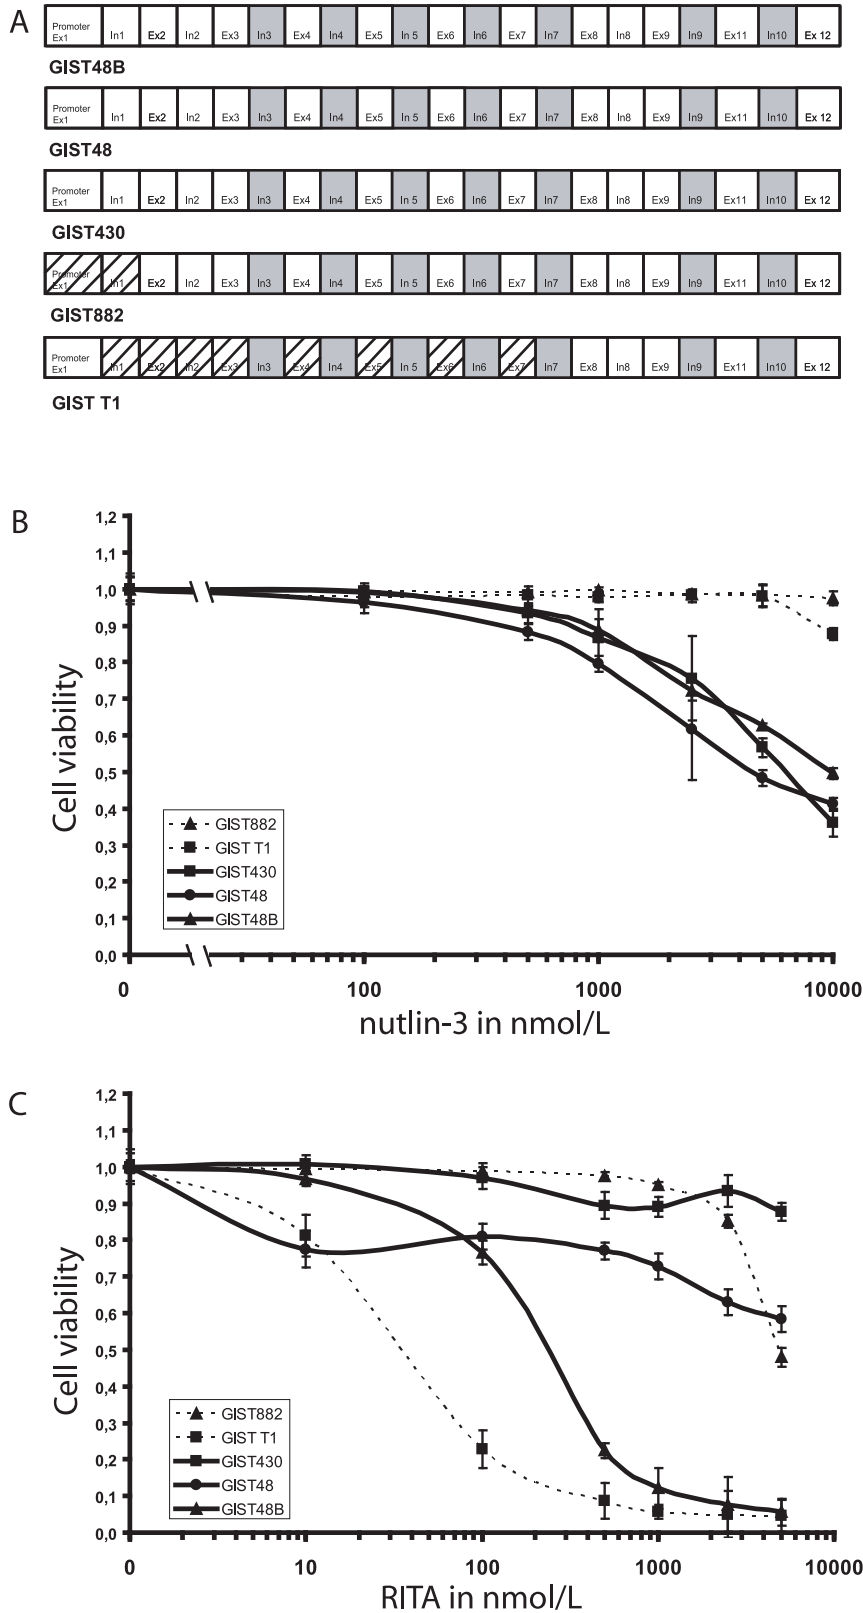 A
Promoter Ex1 In1 Ex2 In2 Ex3 In3 Ex4 In4 Ex5 In 5 Ex6 In6 Ex7 In7 Ex8 In8 Ex9 In9 Ex11 In10 Ex 12
GIST48B
Promoter Ex1 In1 Ex2 In2 Ex3 In3 Ex4 In4 Ex5 In 5 Ex6 In6 Ex7 In7 Ex8 In8 Ex9 In9 Ex11 In10 Ex 12
GIST48
Promoter Ex1 In1 Ex2 In2 Ex3 In3 Ex4 In4 Ex5 In 5 Ex6 In6 Ex7 In7 Ex8 In8 Ex9 In9 Ex11 In10 Ex 12
GIST430
Promoter Ex1 In1 Ex2 In2 Ex3 In3 Ex4 In4 Ex5 In 5 Ex6 In6 Ex7 In7 Ex8 In8 Ex9 In9 Ex11 In10 Ex 12
GIST882
Promoter Ex1 In1 Ex2 In2 Ex3 In3 Ex4 In4 Ex5 In 5 Ex6 In6 Ex7 In7 Ex8 In8 Ex9 In9 Ex11 In10 Ex 12
GIST T1
B
1,2
1,1
1,0
0,9
0,8
0,7
0,6
0,5
0,4
0,3
0,2
0,1
0,0
Cell viability
GIST882
GIST T1
GIST430
GIST48
GIST48B
0 100 1000 10000
nutlin-3 in nmol/L
C
1,2
1,1
1,0
0,9
0,8
0,7
0,6
0,5
0,4
0,3
0,2
0,1
0,0
Cell viability
GIST882
GIST T1
GIST430
GIST48
GIST48B
0 10 100 1000 10000
RITA in nmol/L